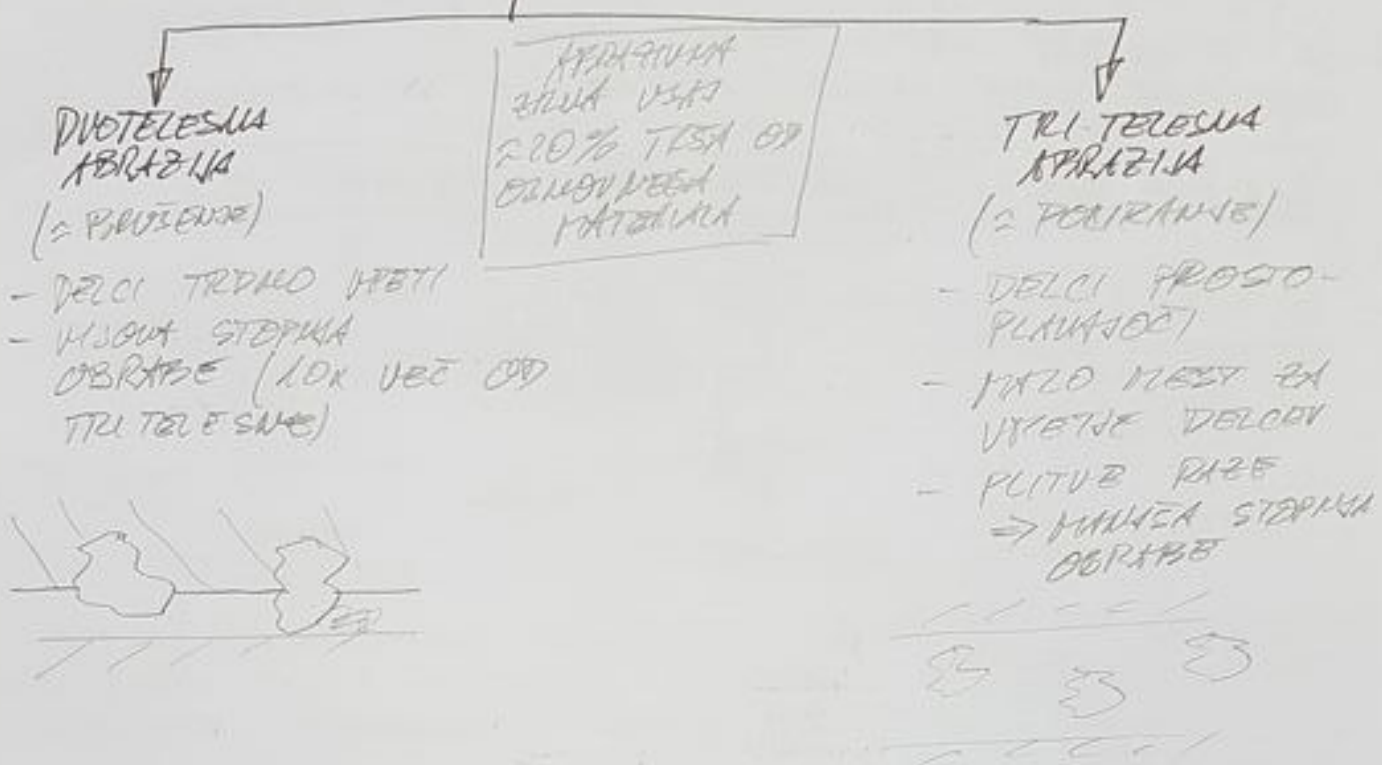 DVOTELESNA
ABRAZIJA
(= BRUŠENJE)
- DELCI TRDNO VPETI
- VIŠJA STOPNJA
OBRABE (10x VEČ OD
TRI TELESNE)
ABRAZIVNA
ZRNA VSAJ
≈20% TRŠA OD
OSNOVNEGA
MATERIALA
TRI-TELESNA
ABRAZIJA
(= POLIRANJE)
- DELCI PROSTO-
PLAVAJOČI
- MALO MEST ZA
VPETJE DELCEV
- PLITVE RAZE
=> MANJŠA STOPNJA
OBRABE